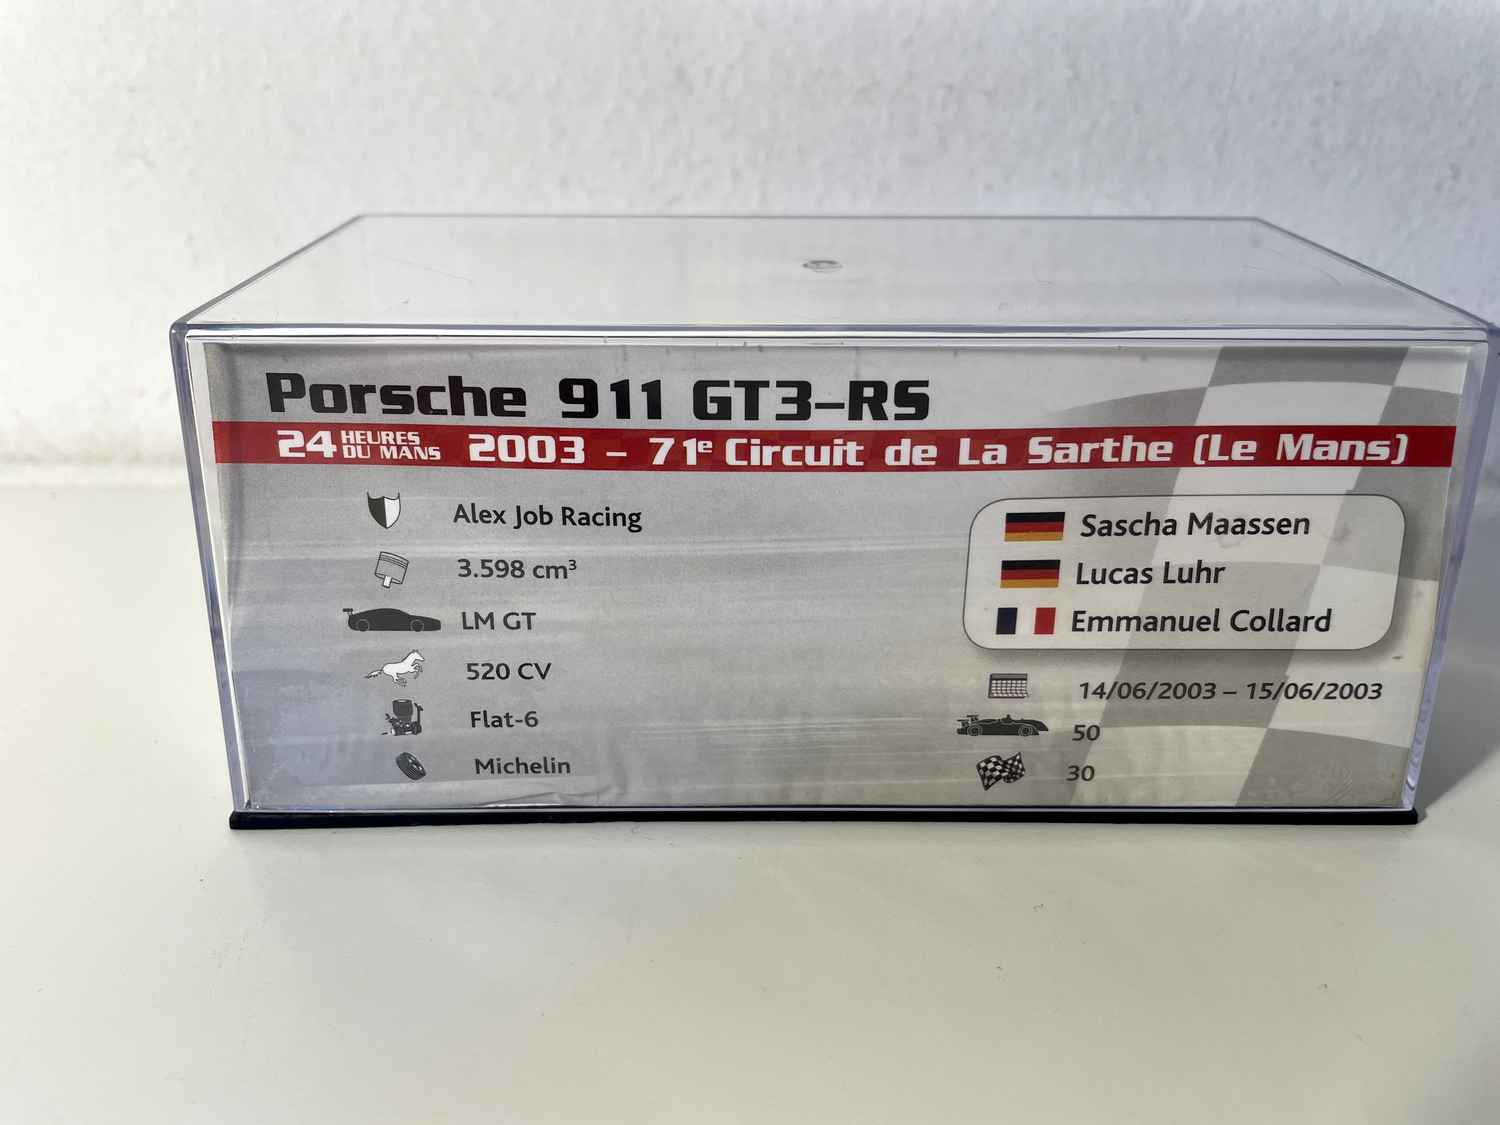 Porsche 911 GT3-RS
24 HEURES DU MANS 2003 - 71e Circuit de La Sarthe (Le Mans)
Alex Job Racing
3.598 cm³
LM GT
520 CV
Flat-6
Michelin
Sascha Maassen
Lucas Luhr
Emmanuel Collard
14/06/2003 – 15/06/2003
50
30